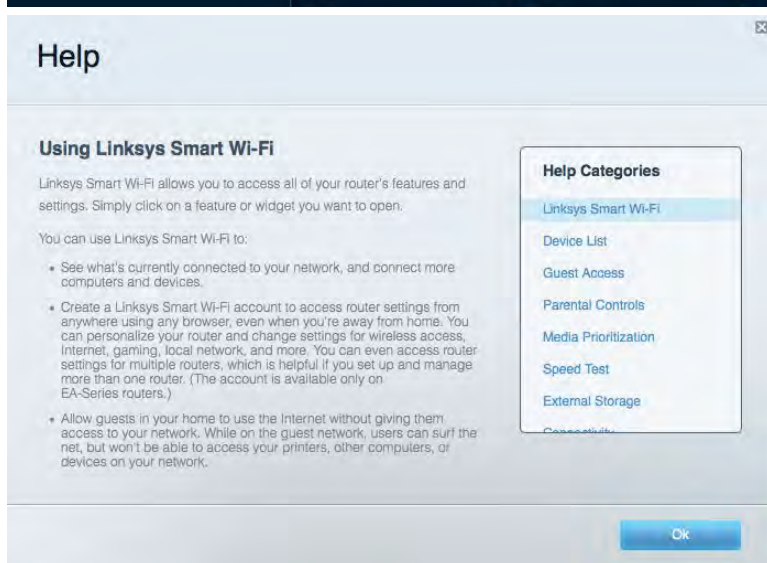 Help
Using Linksys Smart Wi-Fi
Linksys Smart Wi-Fi allows you to access all of your router's features and
settings. Simply click on a feature or widget you want to open.
You can use Linksys Smart Wi-Fi to:
• See what's currently connected to your network, and connect more
computers and devices.
• Create a Linksys Smart Wi-Fi account to access router settings from
anywhere using any browser, even when you're away from home. You
can personalize your router and change settings for wireless access,
Internet, gaming, local network, and more. You can even access router
settings for multiple routers, which is helpful if you set up and manage
more than one router. (The account is available only on
EA-Series routers.)
• Allow guests in your home to use the Internet without giving them
access to your network. While on the guest network, users can surf the
net, but won't be able to access your printers, other computers, or
devices on your network.
Help Categories
Linksys Smart Wi-Fi
Device List
Guest Access
Parental Controls
Media Prioritization
Speed Test
External Storage
Connectivity
Ok